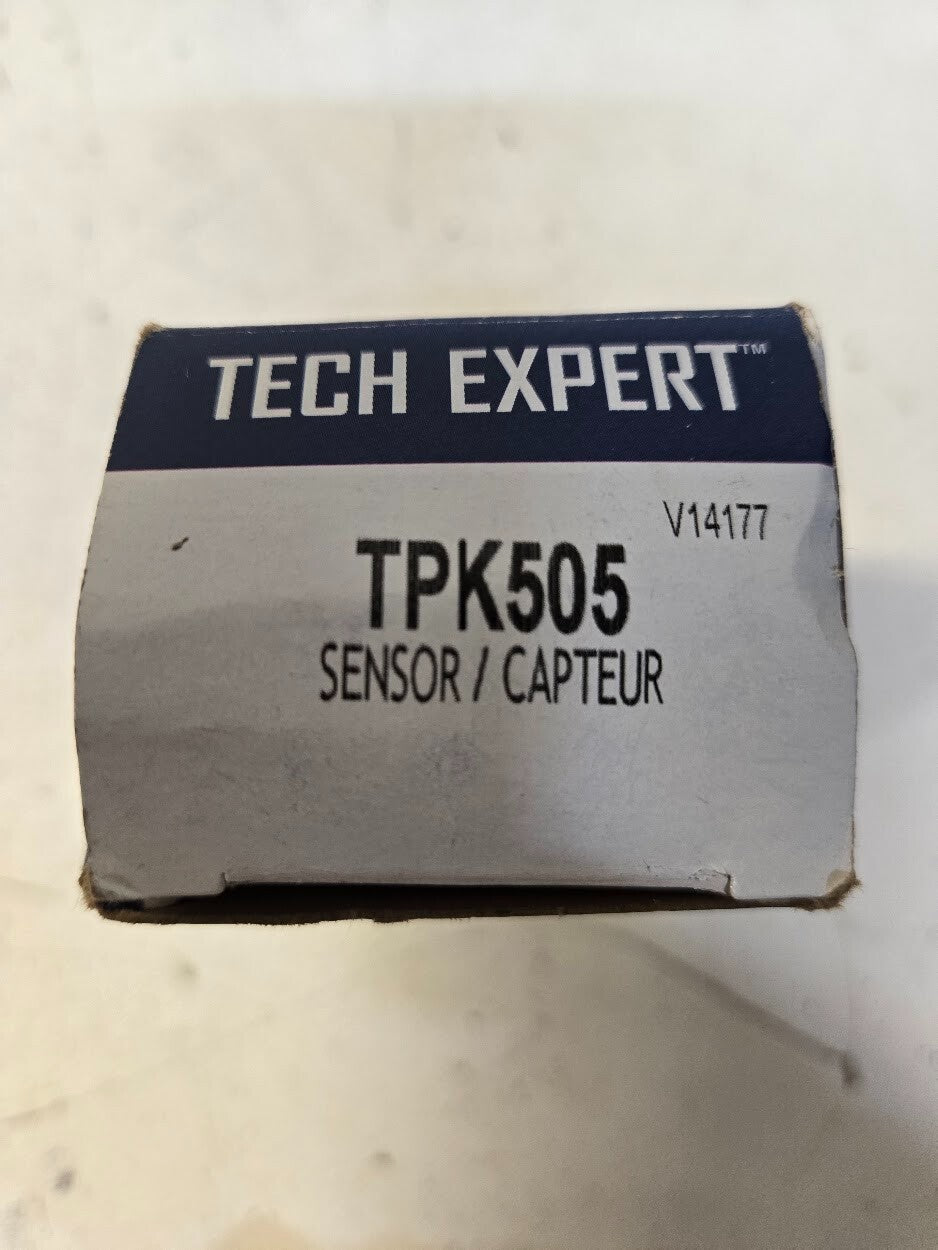 TECH EXPERT™
V14177
TPK505
SENSOR / CAPTEUR